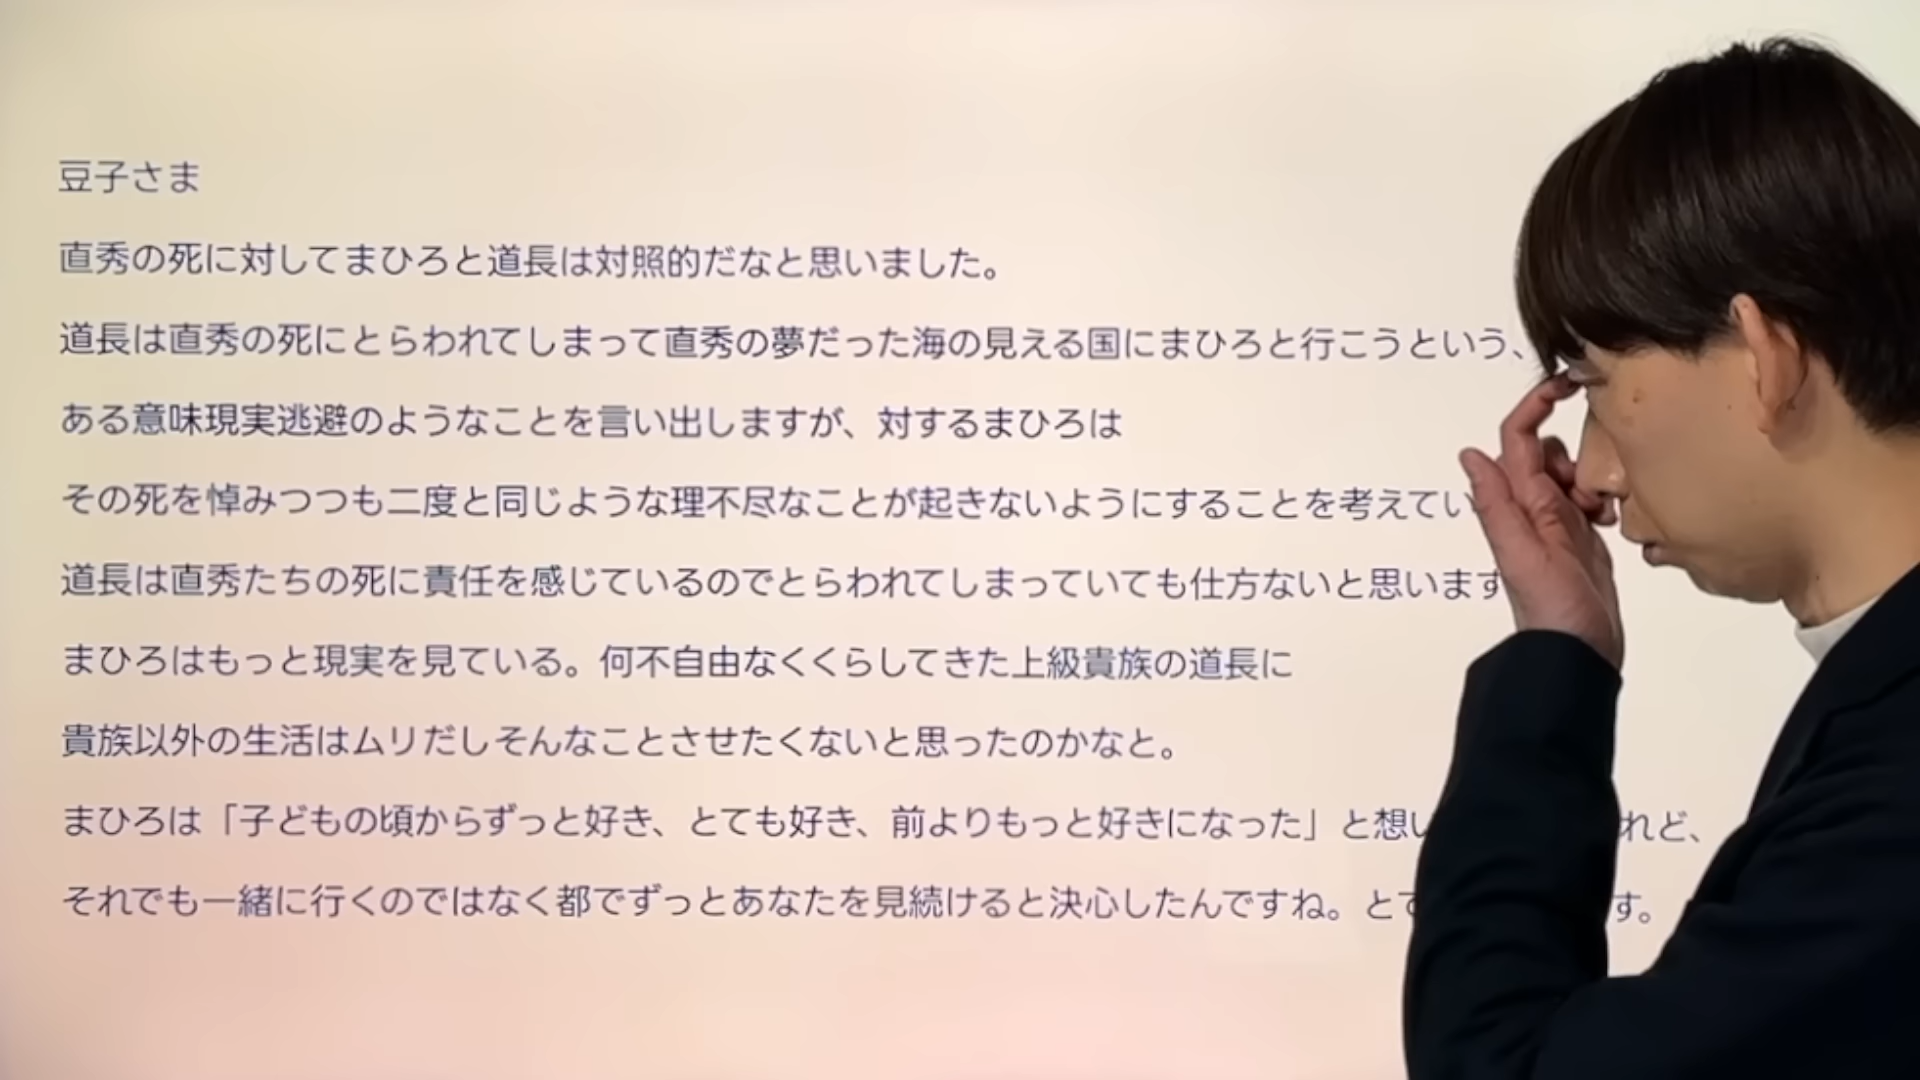 豆子さま
直秀の死に対してまひろと道長は対照的だなと思いました。
道長は直秀の死にとらわれてしまって直秀の夢だった海の見える国にまひろと行こうという、
ある意味現実逃避のようなことを言い出しますが、対するまひろは
その死を悼みつつも二度と同じような理不尽なことが起きないようにすることを考えてい
道長は直秀たちの死に責任を感じているのでとらわれてしまっていても仕方ないと思います
まひろはもっと現実を見ている。何不自由なくくらしてきた上級貴族の道長に
貴族以外の生活はムリだしそんなことさせたくないと思ったのかなと。
まひろは「子どもの頃からずっと好き、とても好き、前よりもっと好きになった」と想い れど、
それでも一緒に行くのではなく都でずっとあなたを見続けると決心したんですね。とて す。